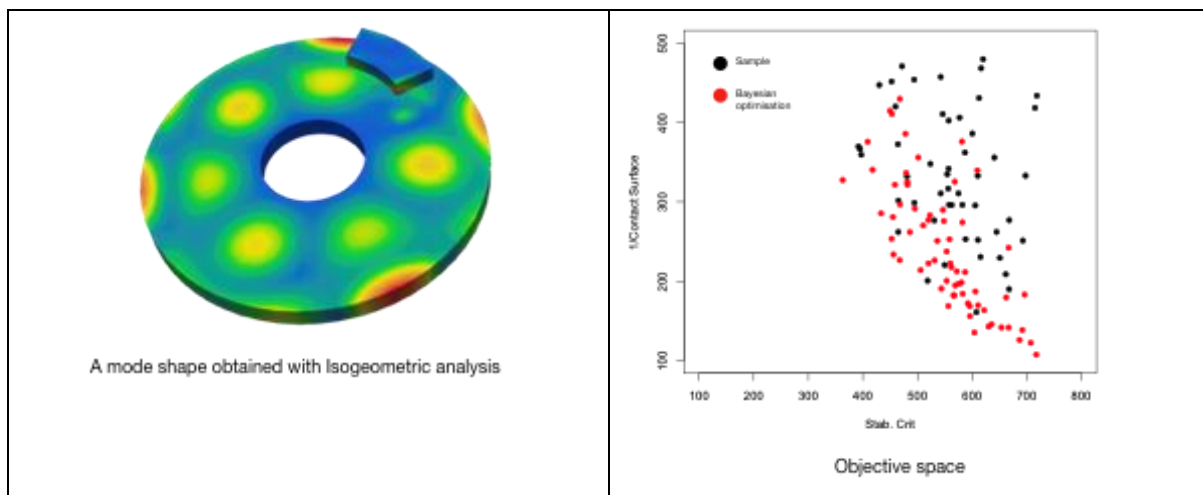 A mode shape obtained with Isogeometric analysis
500
400
300
200
100
1/Contact Surface
Sample
Bayesian
optimisation
100 200 300 400 500 600 700 800
Stab. Crit
Objective space